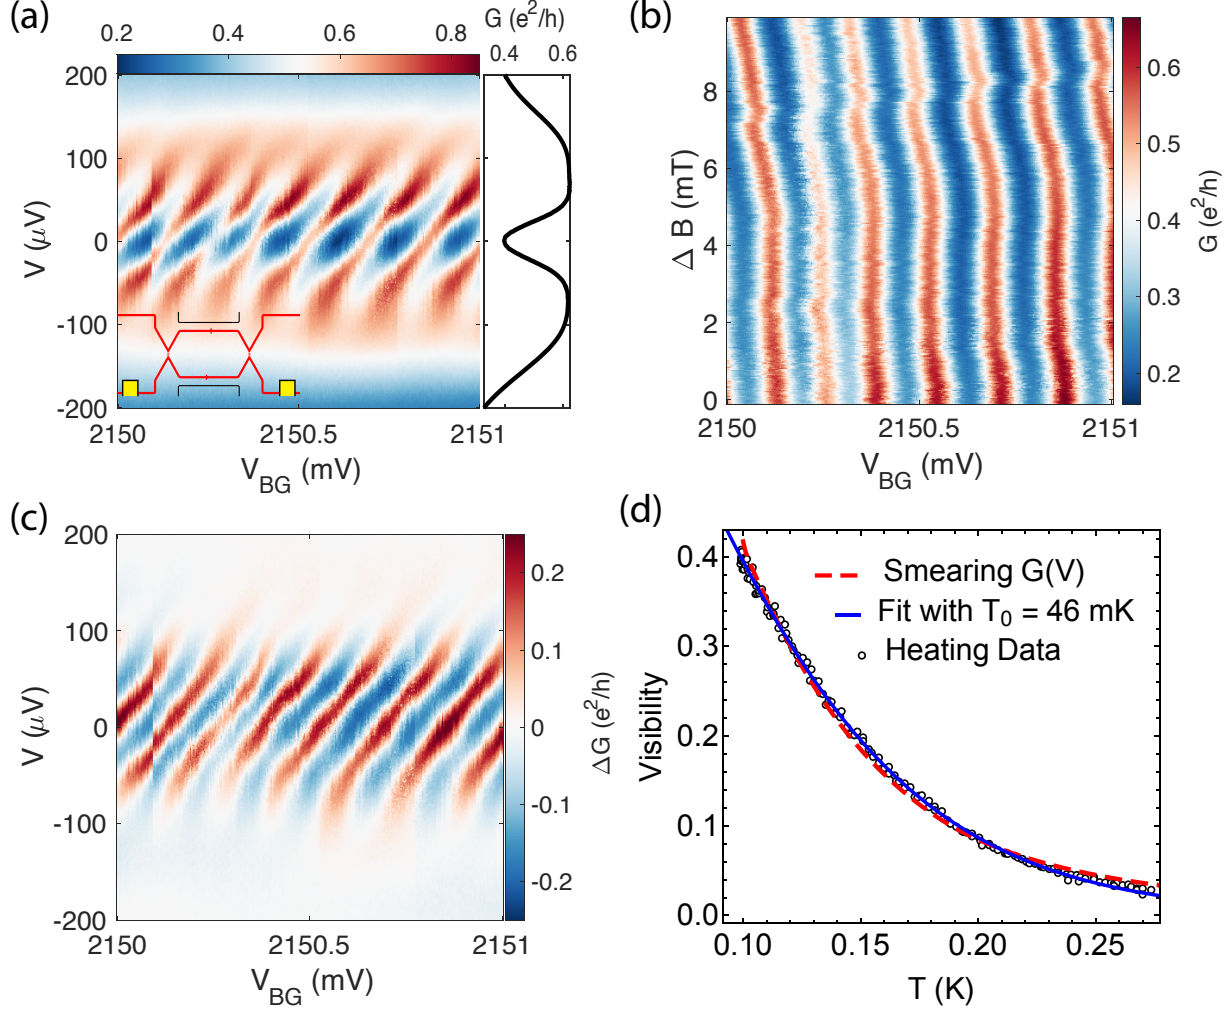 (a)
G (e²/h)
0.2 0.4 0.6 0.8
0.4 0.6
200
100
0
-100
-200
V (μV)
2150 2150.5 2151
V_BG (mV)
(b)
8
6
4
2
0
Δ B (mT)
2150 2150.5 2151
V_BG (mV)
0.6
0.5
0.4
0.3
0.2
G (e²/h)
(c)
200
100
0
-100
-200
V (μV)
2150 2150.5 2151
V_BG (mV)
0.2
0.1
0
-0.1
-0.2
ΔG (e²/h)
(d)
0.4
0.3
0.2
0.1
0.0
Visibility
Smearing G(V)
Fit with T₀ = 46 mK
Heating Data
0.10 0.15 0.20 0.25
T (K)